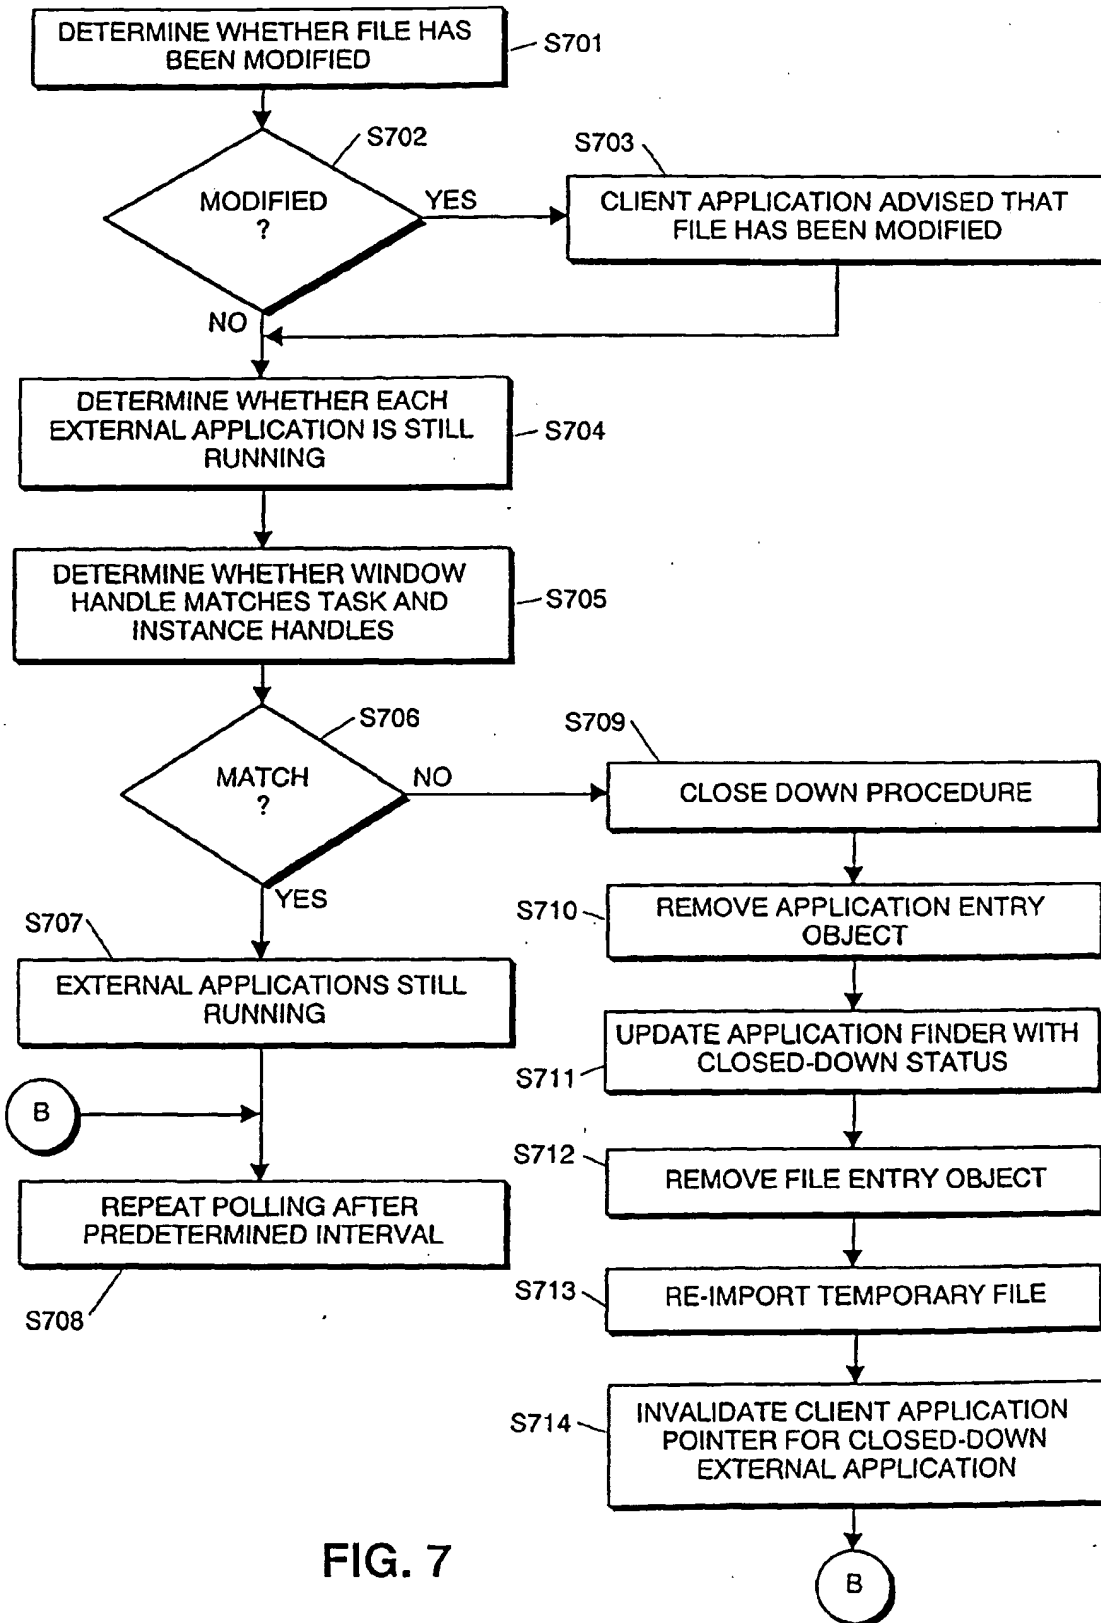 DETERMINE WHETHER FILE HAS
BEEN MODIFIED
S701
S702
MODIFIED
?
YES
NO
S703
CLIENT APPLICATION ADVISED THAT
FILE HAS BEEN MODIFIED
DETERMINE WHETHER EACH
EXTERNAL APPLICATION IS STILL
RUNNING
S704
DETERMINE WHETHER WINDOW
HANDLE MATCHES TASK AND
INSTANCE HANDLES
S705
S706
MATCH
?
NO
YES
S707
EXTERNAL APPLICATIONS STILL
RUNNING
B
REPEAT POLLING AFTER
PREDETERMINED INTERVAL
S708
S709
CLOSE DOWN PROCEDURE
S710
REMOVE APPLICATION ENTRY
OBJECT
UPDATE APPLICATION FINDER WITH
CLOSED-DOWN STATUS
S711
S712
REMOVE FILE ENTRY OBJECT
S713
RE-IMPORT TEMPORARY FILE
S714
INVALIDATE CLIENT APPLICATION
POINTER FOR CLOSED-DOWN
EXTERNAL APPLICATION
B
FIG. 7